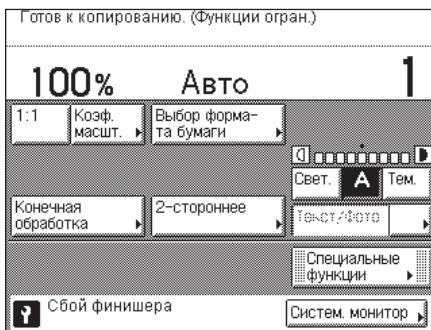 Готов к копированию. (Функции огран.)
100% Авто 1
1:1 Коэф. масшт. Выбор форма-
та бумаги
Свет. A Тем.
Конечная
обработка
2-стороннее
Текст/Фото
Специальные
функции
Сбой финишера
Систем. монитор